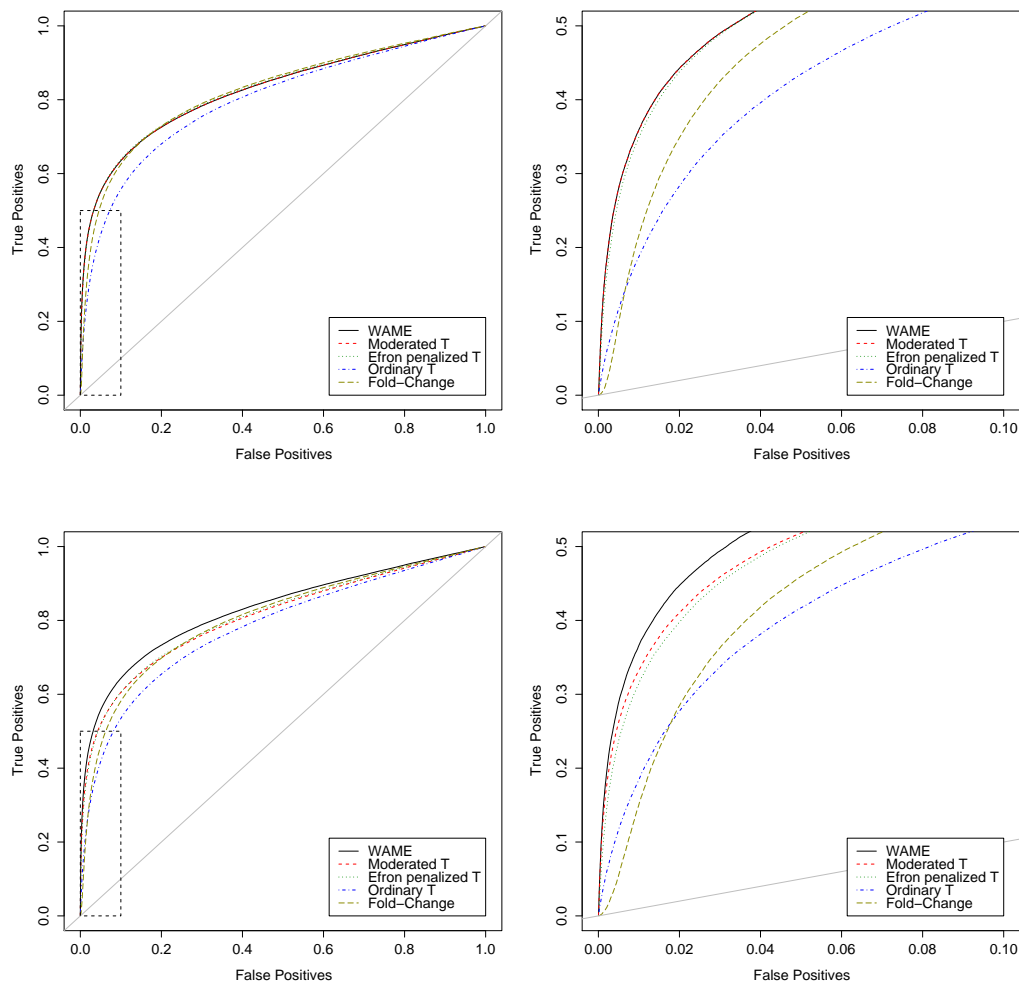 True Positives
1.0
0.8
0.6
0.4
0.2
0.0
WAME
Moderated T
Efron penalized T
Ordinary T
Fold−Change
0.0 0.2 0.4 0.6 0.8 1.0
False Positives
True Positives
0.5
0.4
0.3
0.2
0.1
0.0
WAME
Moderated T
Efron penalized T
Ordinary T
Fold−Change
0.00 0.02 0.04 0.06 0.08 0.10
False Positives
True Positives
1.0
0.8
0.6
0.4
0.2
0.0
WAME
Moderated T
Efron penalized T
Ordinary T
Fold−Change
0.0 0.2 0.4 0.6 0.8 1.0
False Positives
True Positives
0.5
0.4
0.3
0.2
0.1
0.0
WAME
Moderated T
Efron penalized T
Ordinary T
Fold−Change
0.00 0.02 0.04 0.06 0.08 0.10
False Positives